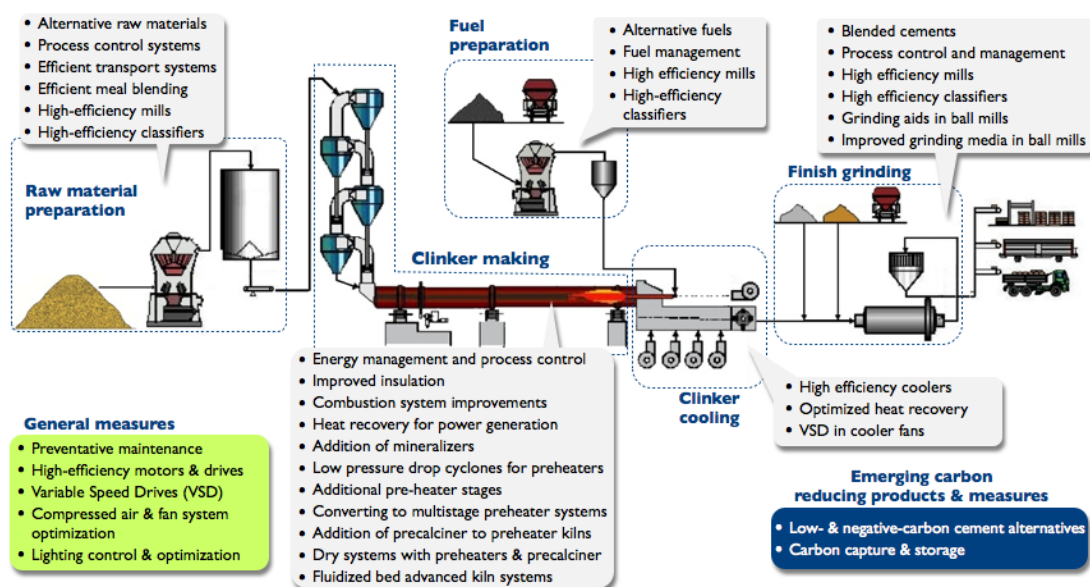 • Alternative raw materials
• Process control systems
• Efficient transport systems
• Efficient meal blending
• High-efficiency mills
• High-efficiency classifiers
Raw material
preparation
Fuel
preparation
• Alternative fuels
• Fuel management
• High efficiency mills
• High-efficiency
classifiers
• Blended cements
• Process control and management
• High efficiency mills
• High efficiency classifiers
• Grinding aids in ball mills
• Improved grinding media in ball mills
Finish grinding
Clinker making
• Energy management and process control
• Improved insulation
• Combustion system improvements
• Heat recovery for power generation
• Addition of mineralizers
• Low pressure drop cyclones for preheaters
• Additional pre-heater stages
• Converting to multistage preheater systems
• Addition of precalciner to preheater kilns
• Dry systems with preheaters & precalciner
• Fluidized bed advanced kiln systems
Clinker
cooling
• High efficiency coolers
• Optimized heat recovery
• VSD in cooler fans
General measures
• Preventative maintenance
• High-efficiency motors & drives
• Variable Speed Drives (VSD)
• Compressed air & fan system
optimization
• Lighting control & optimization
Emerging carbon
reducing products & measures
• Low- & negative-carbon cement alternatives
• Carbon capture & storage